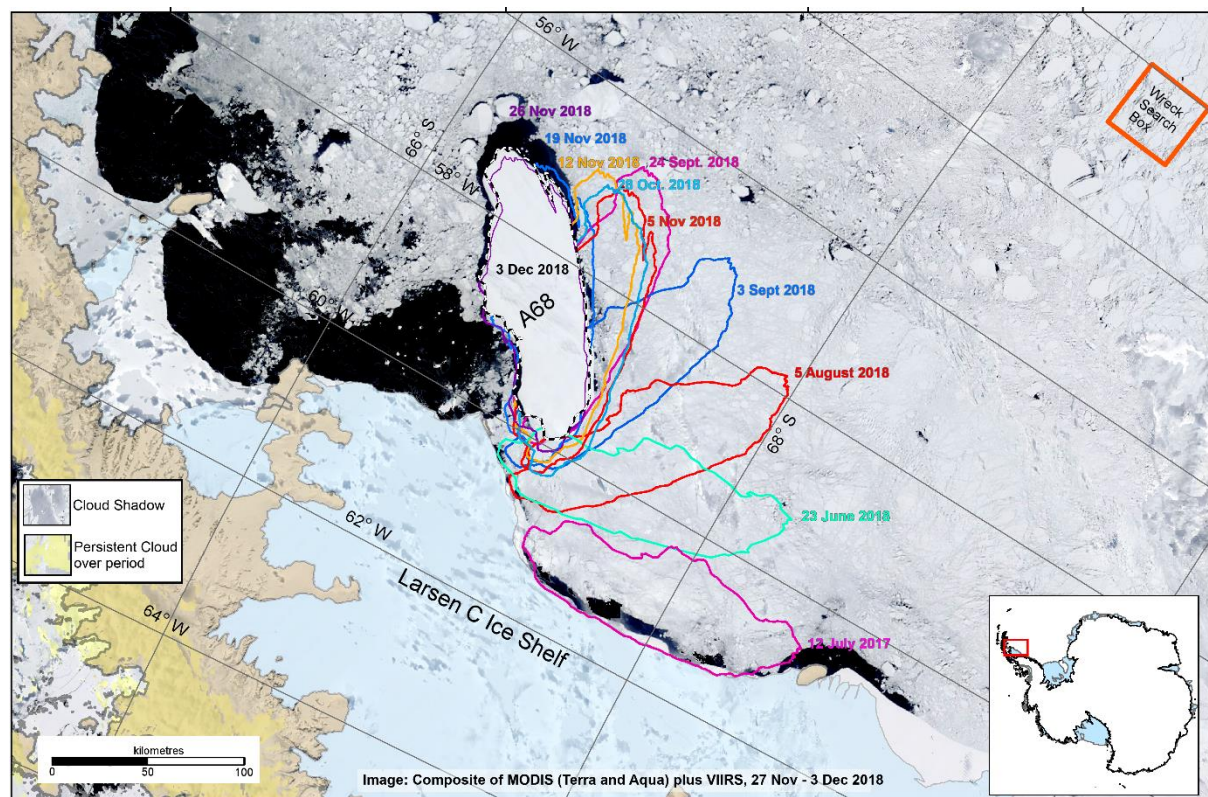 56° W
Wreck
Search
Box
26 Nov 2018
66° S
19 Nov 2018
58° W
12 Nov 2018
24 Sept. 2018
28 Oct. 2018
5 Nov 2018
3 Dec 2018
A68
3 Sept 2018
60° W
5 August 2018
68° S
Cloud Shadow
Persistent Cloud
over period
62° W
23 June 2018
Larsen C Ice Shelf
64° W
12 July 2017
kilometres
0 50 100
Image: Composite of MODIS (Terra and Aqua) plus VIIRS, 27 Nov - 3 Dec 2018